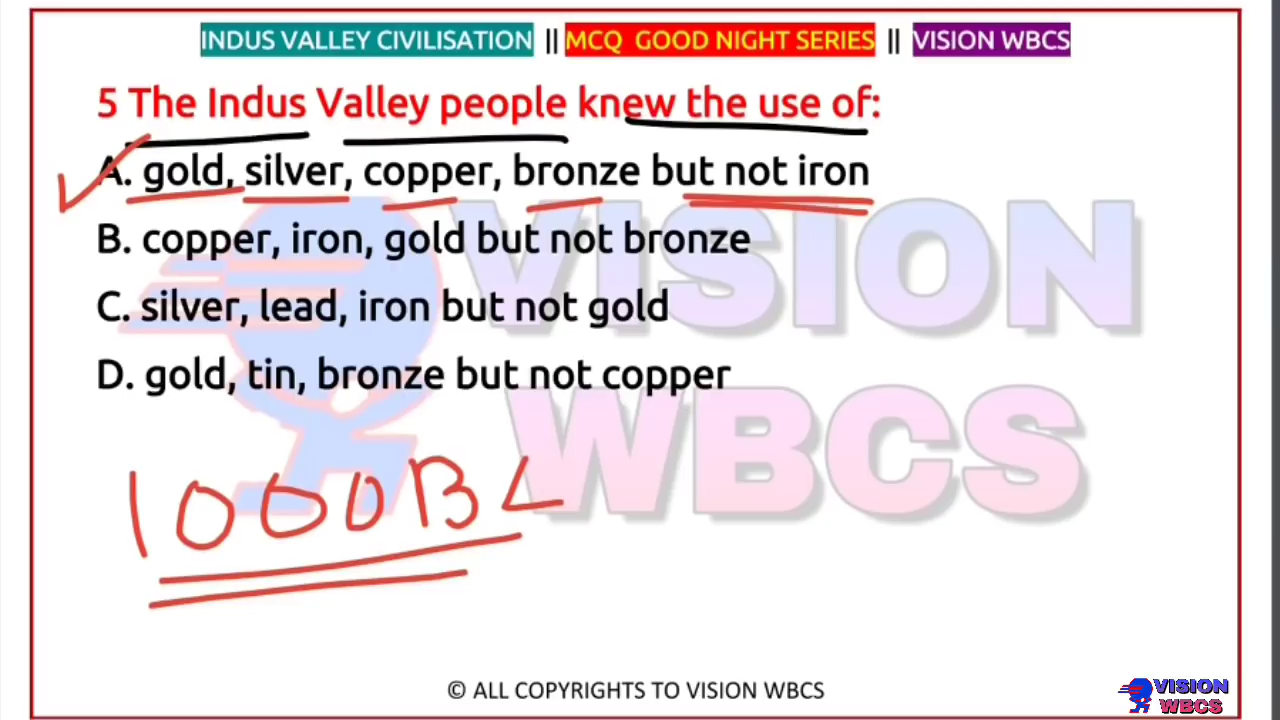 INDUS VALLEY CIVILISATION || MCQ GOOD NIGHT SERIES || VISION WBCS
5 The Indus Valley people knew the use of:
A. gold, silver, copper, bronze but not iron
B. copper, iron, gold but not bronze
C. silver, lead, iron but not gold
D. gold, tin, bronze but not copper
VISION
WBCS
1000BC
© ALL COPYRIGHTS TO VISION WBCS
VISION
WBCS